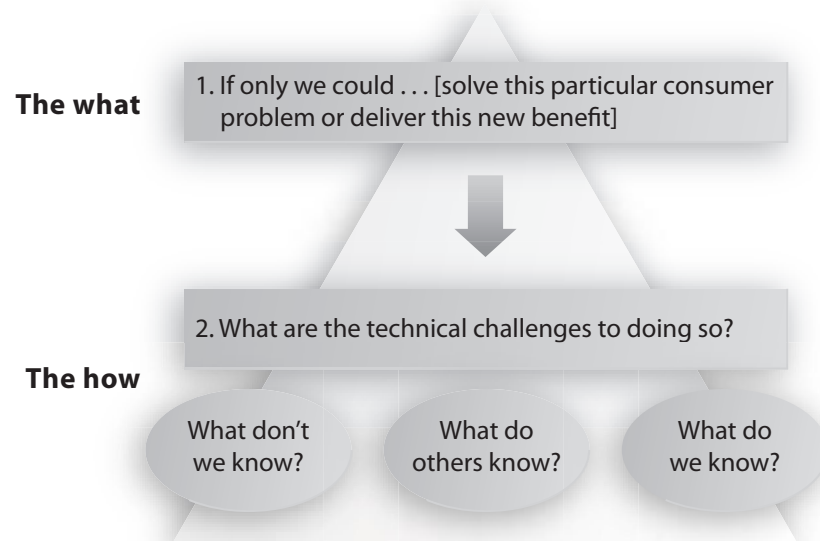 The what
1. If only we could . . . [solve this particular consumer
problem or deliver this new benefit]
2. What are the technical challenges to doing so?
The how
What don't
we know?
What do
others know?
What do
we know?